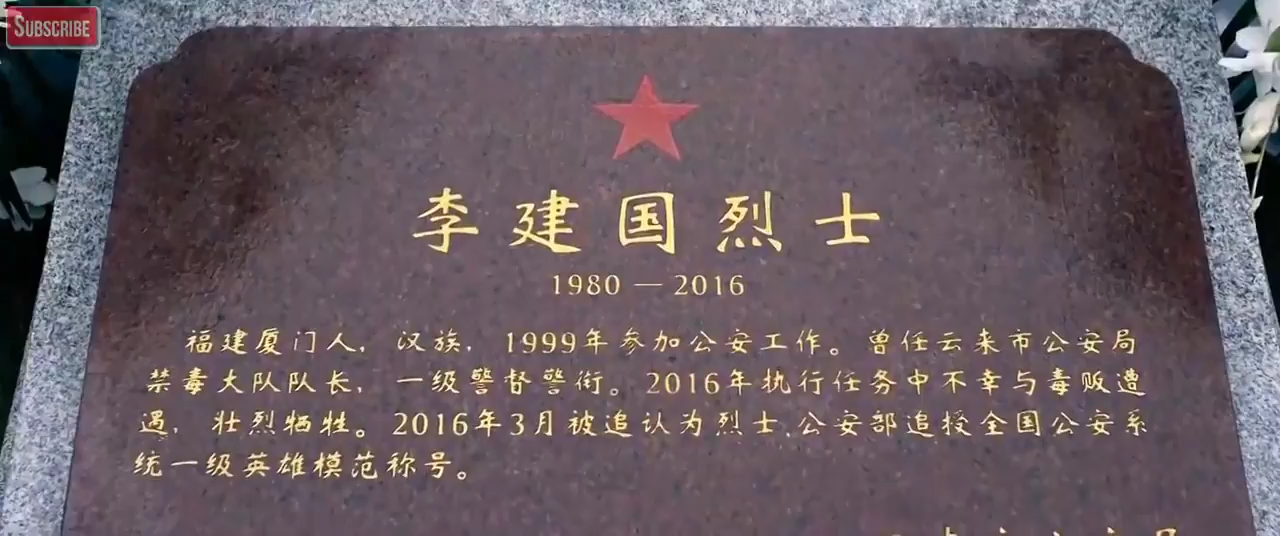 SUBSCRIBE
李建国烈士
1980 — 2016
福建厦门人，汉族，1999年参加公安工作。曾任云来市公安局
禁毒大队队长，一级警督警衔。2016年执行任务中不幸与毒贩遭
遇，壮烈牺牲。2016年3月被追认为烈士，公安部追授全国公安系
统一级英雄模范称号。